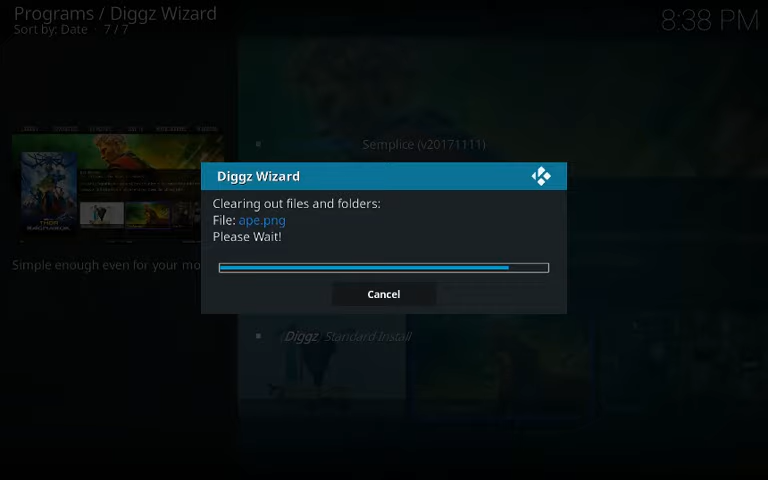 Programs / Diggz Wizard
Sort by: Date · 7 / 7
8:38 PM
Semplice (v20171111)
Diggz Wizard
Clearing out files and folders:
File: ape.png
Please Wait!
Simple enough even for your mo
Cancel
(Diggz) Standard Install